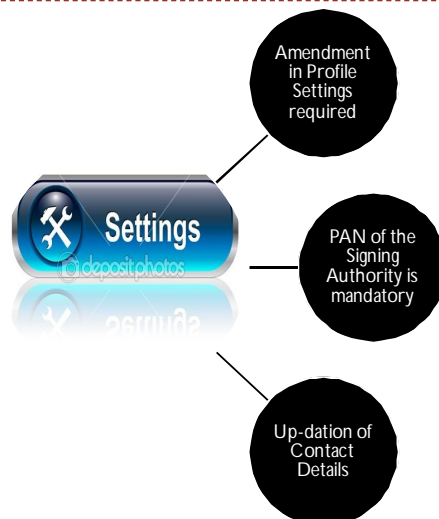 Amendment
in Profile
Settings
required
Settings
depositphotos
PAN of the
Signing
Authority is
mandatory
Up-dation of
Contact
Details